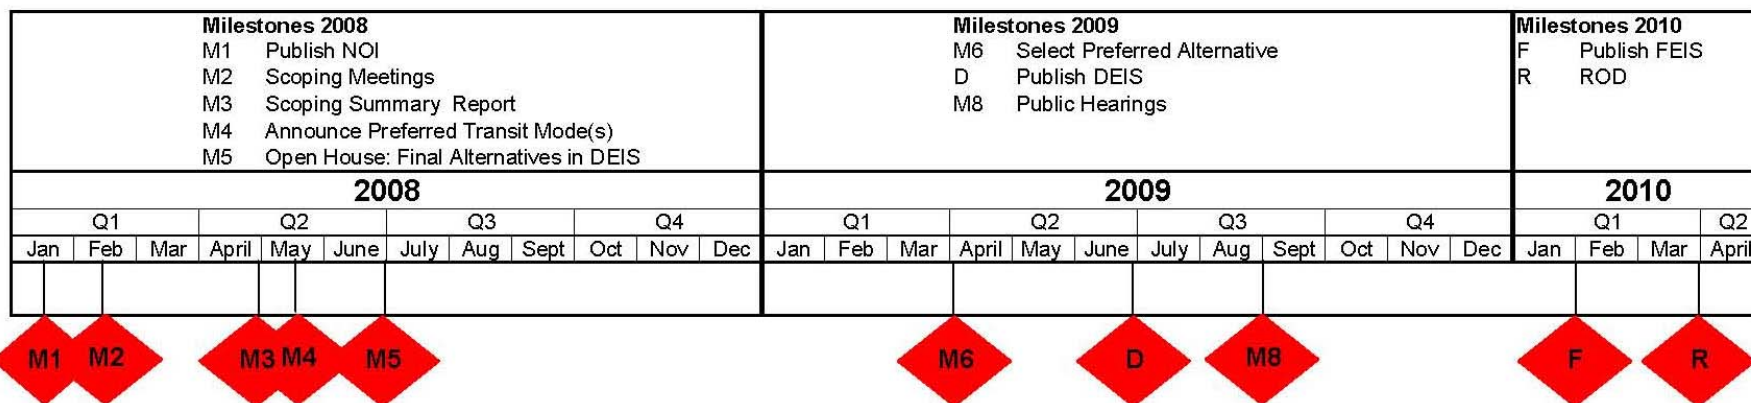 Milestones 2008
M1 Publish NOI
M2 Scoping Meetings
M3 Scoping Summary Report
M4 Announce Preferred Transit Mode(s)
M5 Open House: Final Alternatives in DEIS
Milestones 2009
M6 Select Preferred Alternative
D Publish DEIS
M8 Public Hearings
Milestones 2010
F Publish FEIS
R ROD
2008 2009 2010
Q1 Q2 Q3 Q4 Q1 Q2 Q3 Q4 Q1 Q2
Jan Feb Mar April May June July Aug Sept Oct Nov Dec Jan Feb Mar April May June July Aug Sept Oct Nov Dec Jan Feb Mar April
M1 M2 M3 M4 M5 M6 D M8 F R